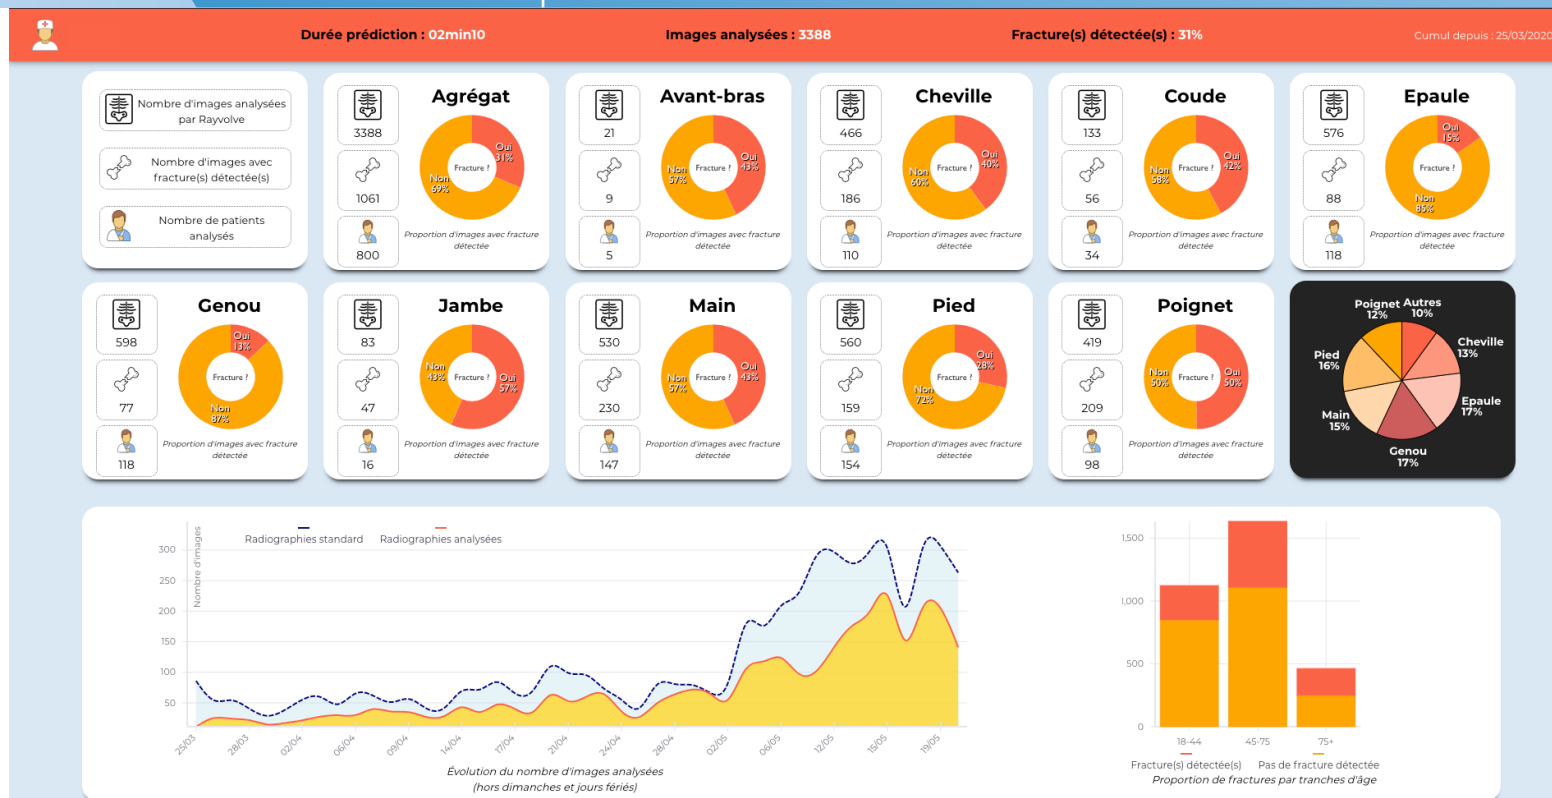 Durée prédiction : 02min10
Images analysées : 3388
Fracture(s) détectée(s) : 31%
Cumul depuis : 25/03/2020
Nombre d'images analysées
par Rayvolve
Nombre d'images avec
fracture(s) détectée(s)
Nombre de patients
analysés
Agrégat
3388
1061
800
Oui
31%
Fracture ?
Non
69%
Proportion d'images avec fracture
détectée
Avant-bras
21
9
5
Oui
43%
Fracture ?
Non
57%
Proportion d'images avec fracture
détectée
Cheville
466
186
110
Oui
40%
Fracture ?
Non
60%
Proportion d'images avec fracture
détectée
Coude
133
56
34
Oui
42%
Fracture ?
Non
58%
Proportion d'images avec fracture
détectée
Epaule
576
88
118
Oui
15%
Fracture ?
Non
85%
Proportion d'images avec fracture
détectée
Genou
598
77
118
Oui
13%
Fracture ?
Non
87%
Proportion d'images avec fracture
détectée
Jambe
83
47
16
Non
43%
Fracture ?
Oui
57%
Proportion d'images avec fracture
détectée
Main
530
230
147
Oui
43%
Fracture ?
Non
57%
Proportion d'images avec fracture
détectée
Pied
560
159
154
Oui
28%
Fracture ?
Non
72%
Proportion d'images avec fracture
détectée
Poignet
419
209
98
Non
50%
Fracture ?
Oui
50%
Proportion d'images avec fracture
détectée
Poignet
12%
Autres
10%
Cheville
13%
Epaule
17%
Genou
17%
Main
15%
Pied
16%
Nombre d'images
Radiographies standard
Radiographies analysées
300
250
200
150
100
50
25/03
28/03
02/04
06/04
09/04
14/04
17/04
21/04
24/04
28/04
02/05
06/05
12/05
15/05
19/05
Évolution du nombre d'images analysées
(hors dimanches et jours fériés)
1,500
1,000
500
0
18-44
45-75
75+
Fracture(s) détectée(s)
Pas de fracture détectée
Proportion de fractures par tranches d'âge